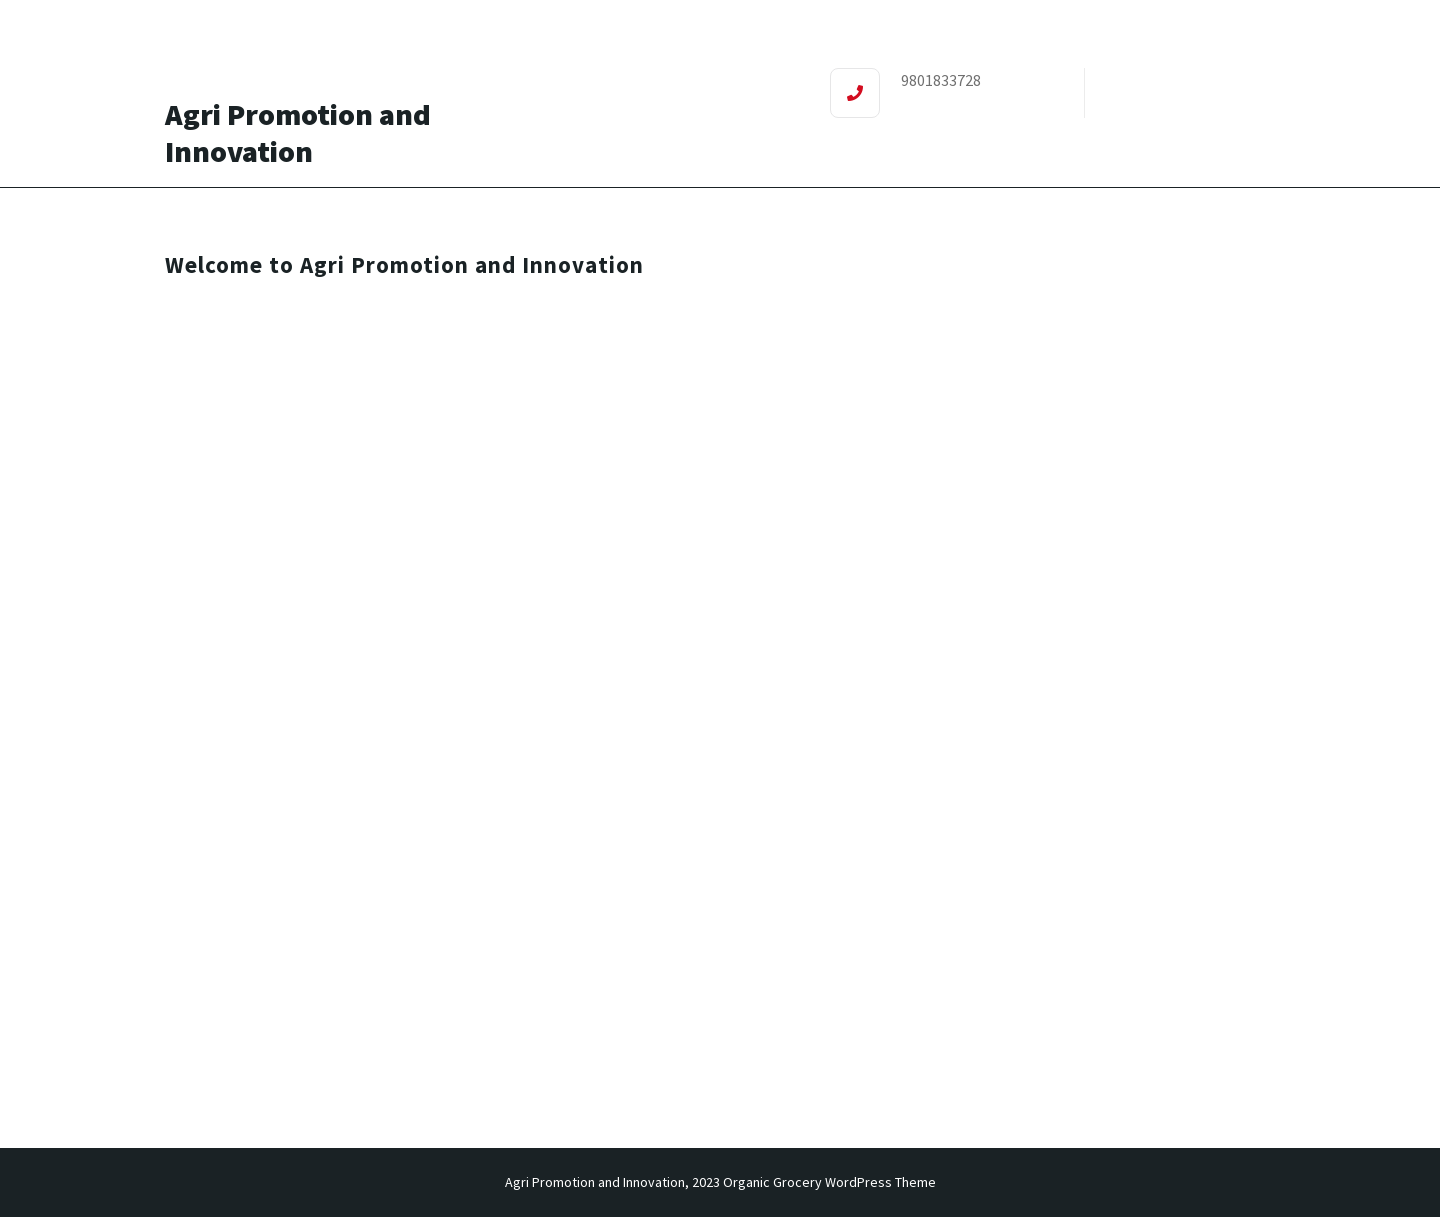 Agri Promotion and
Innovation
9801833728
Welcome to Agri Promotion and Innovation
Agri Promotion and Innovation, 2023 Organic Grocery WordPress Theme